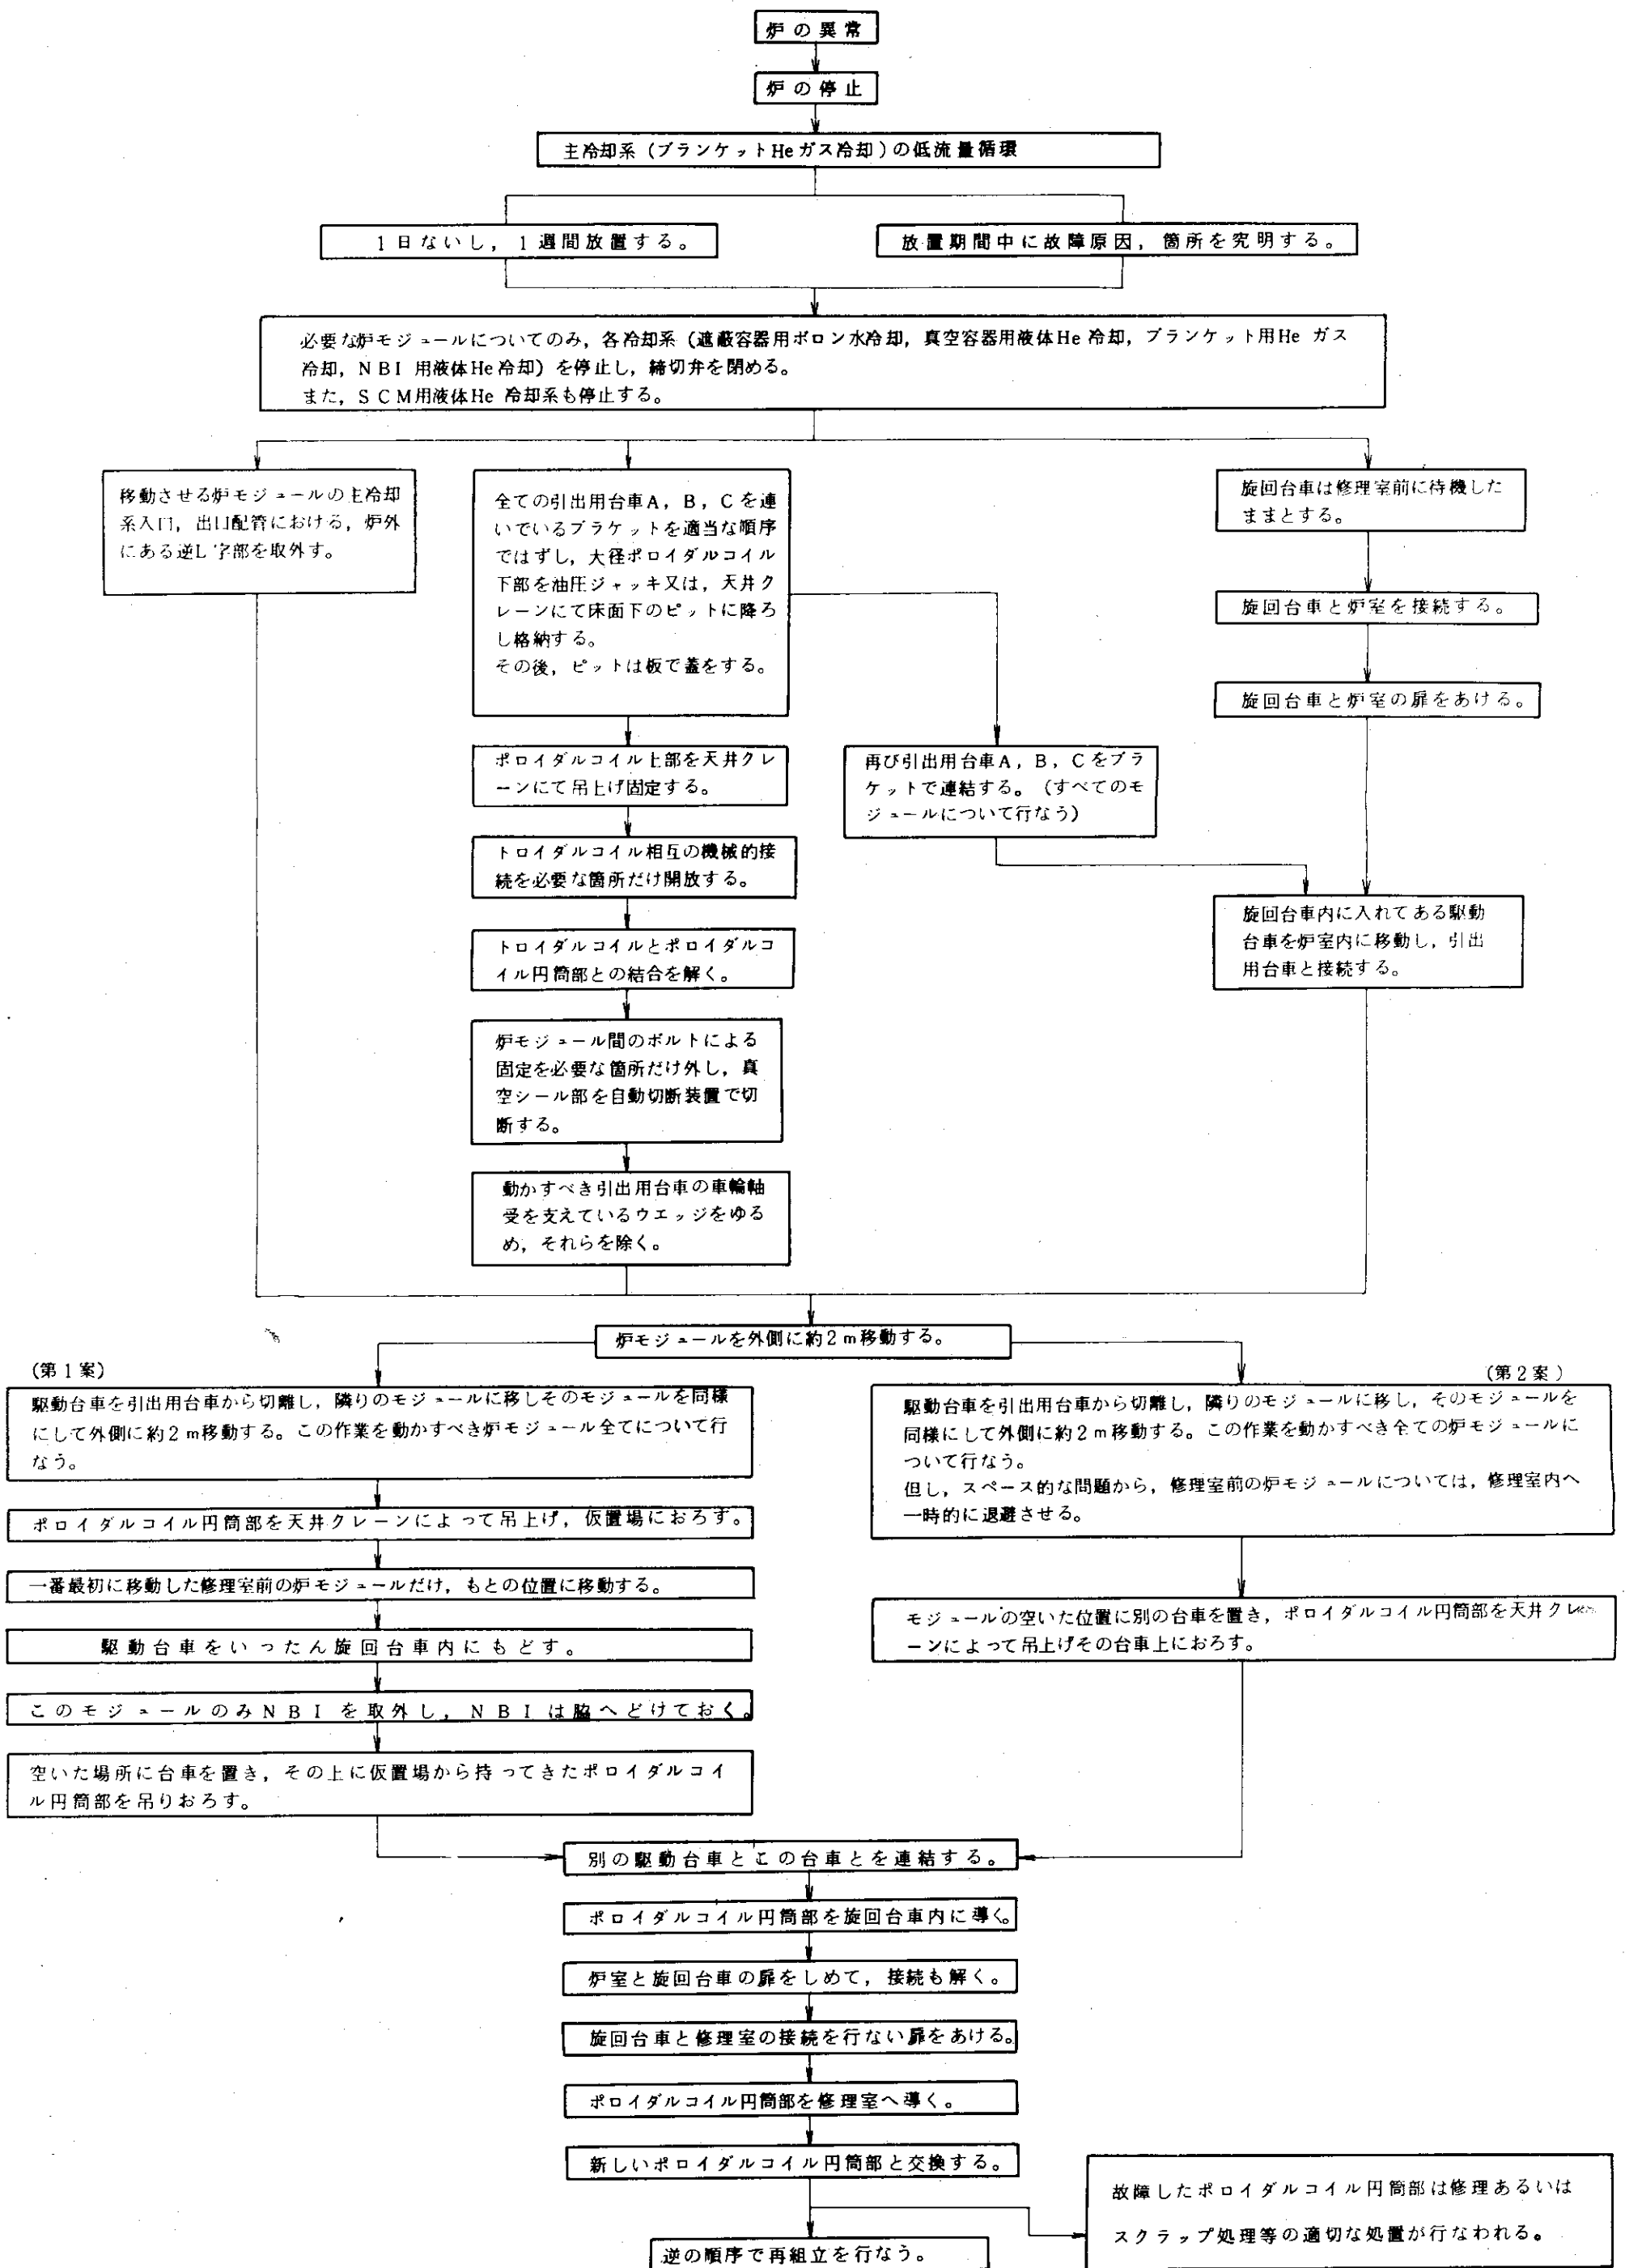 炉の異常
炉の停止
主冷却系(ブランケットHeガス冷却)の低流量循環
1日ないし,1週間放置する。
放置期間中に故障原因,箇所を究明する。
必要な炉モジュールについてのみ,各冷却系(遮蔽容器用ボロン水冷却,真空容器用液体He冷却,ブランケット用Heガス
冷却,NBI用液体He冷却)を停止し,締切弁を閉める。
また,SCM用液体He冷却系も停止する。
移動させる炉モジュールの主冷却
系入口,出口配管における,炉外
にある逆L字部を取外す。
全ての引出用台車A,B,Cを連
いでいるブラケットを適当な順序
ではずし,大径ポロイダルコイル
下部を油圧ジャッキ又は,天井ク
レーンにて床面下のピットに降ろ
し格納する。
その後,ピットは板で蓋をする。
ポロイダルコイル上部を天井クレ
ーンにて吊上げ固定する。
トロイダルコイル相互の機械的接
続を必要な箇所だけ開放する。
トロイダルコイルとポロイダルコ
イル円筒部との結合を解く。
炉モジュール間のボルトによる
固定を必要な箇所だけ外し,真
空シール部を自動切断装置で切
断する。
動かすべき引出用台車の車輪軸
受を支えているウエッジをゆる
め,それらを除く。
再び引出用台車A,B,Cをブラ
ケットで連結する。(すべてのモ
ジュールについて行なう)
旋回台車は修理室前に待機した
ままとする。
旋回台車と炉室を接続する。
旋回台車と炉室の扉をあける。
旋回台車内に入れてある駆動
台車を炉室内に移動し,引出
用台車と接続する。
炉モジュールを外側に約2m移動する。
(第1案)
駆動台車を引出用台車から切離し,隣りのモジュールに移しそのモジュールを同様
にして外側に約2m移動する。この作業を動かすべき炉モジュール全てについて行
なう。
ポロイダルコイル円筒部を天井クレーンによって吊上げ,仮置場におろす。
一番最初に移動した修理室前の炉モジュールだけ,もとの位置に移動する。
駆動台車をいったん旋回台車内にもどす。
このモジュールのみNBIを取外し,NBIは脇へどけておく。
空いた場所に台車を置き,その上に仮置場から持ってきたポロイダルコイ
ル円筒部を吊りおろす。
(第2案)
駆動台車を引出用台車から切離し,隣りのモジュールに移し,そのモジュールを
同様にして外側に約2m移動する。この作業を動かすべき全ての炉モジュールに
ついて行なう。
但し,スペース的な問題から,修理室前の炉モジュールについては,修理室内へ
一時的に退避させる。
モジュールの空いた位置に別の台車を置き,ポロイダルコイル円筒部を天井クレ
ーンによって吊上げその台車上におろす。
別の駆動台車とこの台車とを連結する。
ポロイダルコイル円筒部を旋回台車内に導く。
炉室と旋回台車の扉をしめて,接続も解く。
旋回台車と修理室の接続を行ない扉をあける。
ポロイダルコイル円筒部を修理室へ導く。
新しいポロイダルコイル円筒部と交換する。
故障したポロイダルコイル円筒部は修理あるいは
スクラップ処理等の適切な処置が行なわれる。
逆の順序で再組立を行なう。